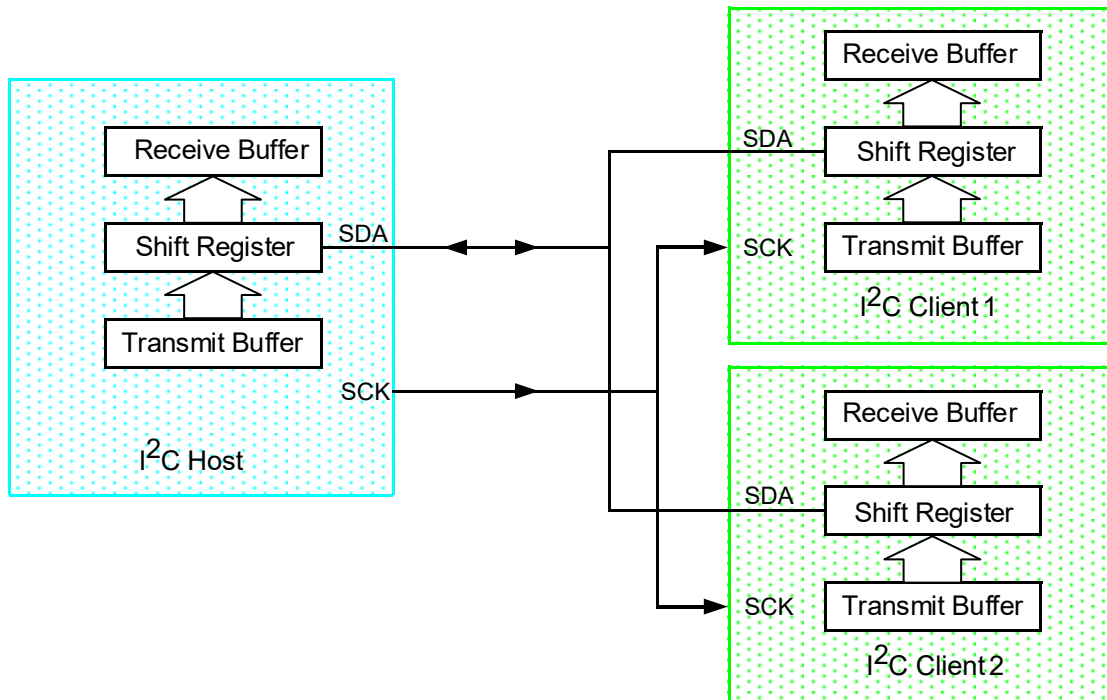 Receive Buffer
Shift Register
SDA
Transmit Buffer
SCK
I²C Host
Receive Buffer
SDA
Shift Register
SCK
Transmit Buffer
I²C Client 1
Receive Buffer
SDA
Shift Register
SCK
Transmit Buffer
I²C Client 2